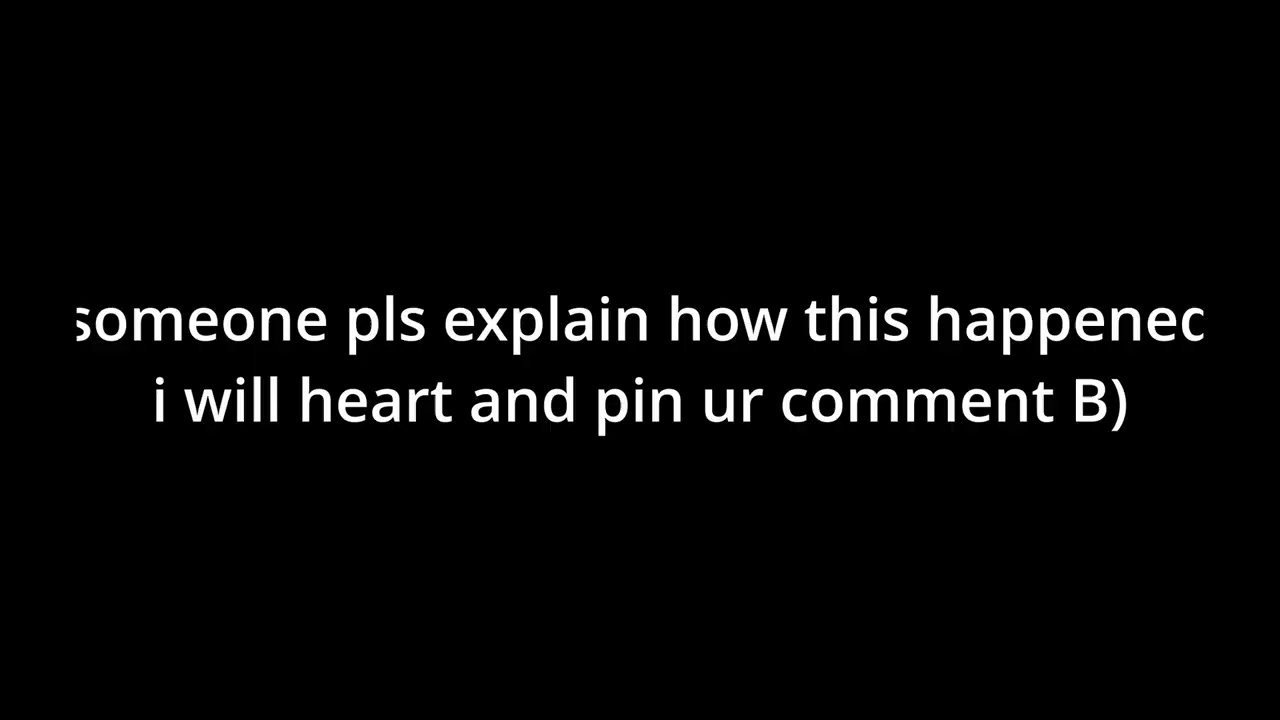 someone pls explain how this happened
i will heart and pin ur comment B)